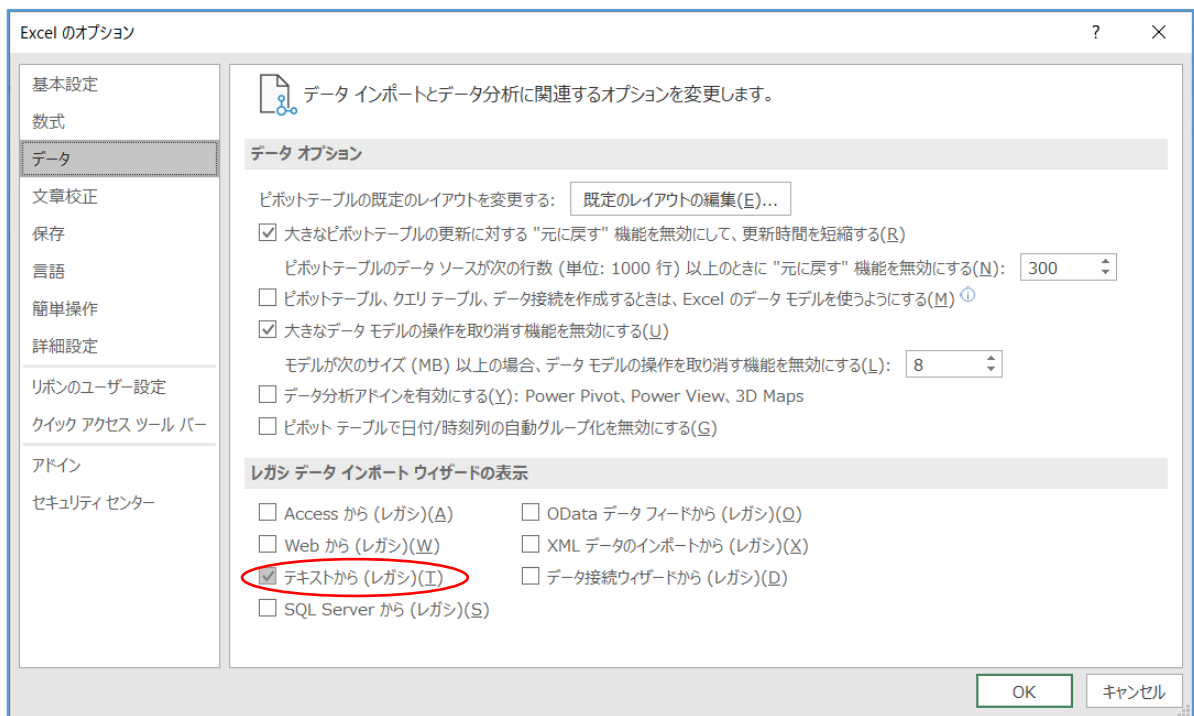 Excel のオプション
?
基本設定
数式
データ
文章校正
保存
言語
簡単操作
詳細設定
リボンのユーザー設定
クイック アクセス ツール バー
アドイン
セキュリティ センター
データ インポートとデータ分析に関連するオプションを変更します。
データ オプション
ピボットテーブルの既定のレイアウトを変更する: 既定のレイアウトの編集(E)...
大きなピボットテーブルの更新に対する "元に戻す" 機能を無効にして、更新時間を短縮する(R)
ピボットテーブルのデータ ソースが次の行数 (単位: 1000 行) 以上のときに "元に戻す" 機能を無効にする(N): 300
ピボットテーブル、クエリ テーブル、データ接続を作成するときは、Excel のデータ モデルを使うようにする(M)
大きなデータ モデルの操作を取り消す機能を無効にする(U)
モデルが次のサイズ (MB) 以上の場合、データ モデルの操作を取り消す機能を無効にする(L): 8
データ分析アドインを有効にする(Y): Power Pivot、Power View、3D Maps
ピボット テーブルで日付/時刻列の自動グループ化を無効にする(G)
レガシ データ インポート ウィザードの表示
Access から (レガシ)(A) OData データ フィードから (レガシ)(O)
Web から (レガシ)(W) XML データのインポートから (レガシ)(X)
テキストから (レガシ)(T) データ接続ウィザードから (レガシ)(D)
SQL Server から (レガシ)(S)
OK キャンセル